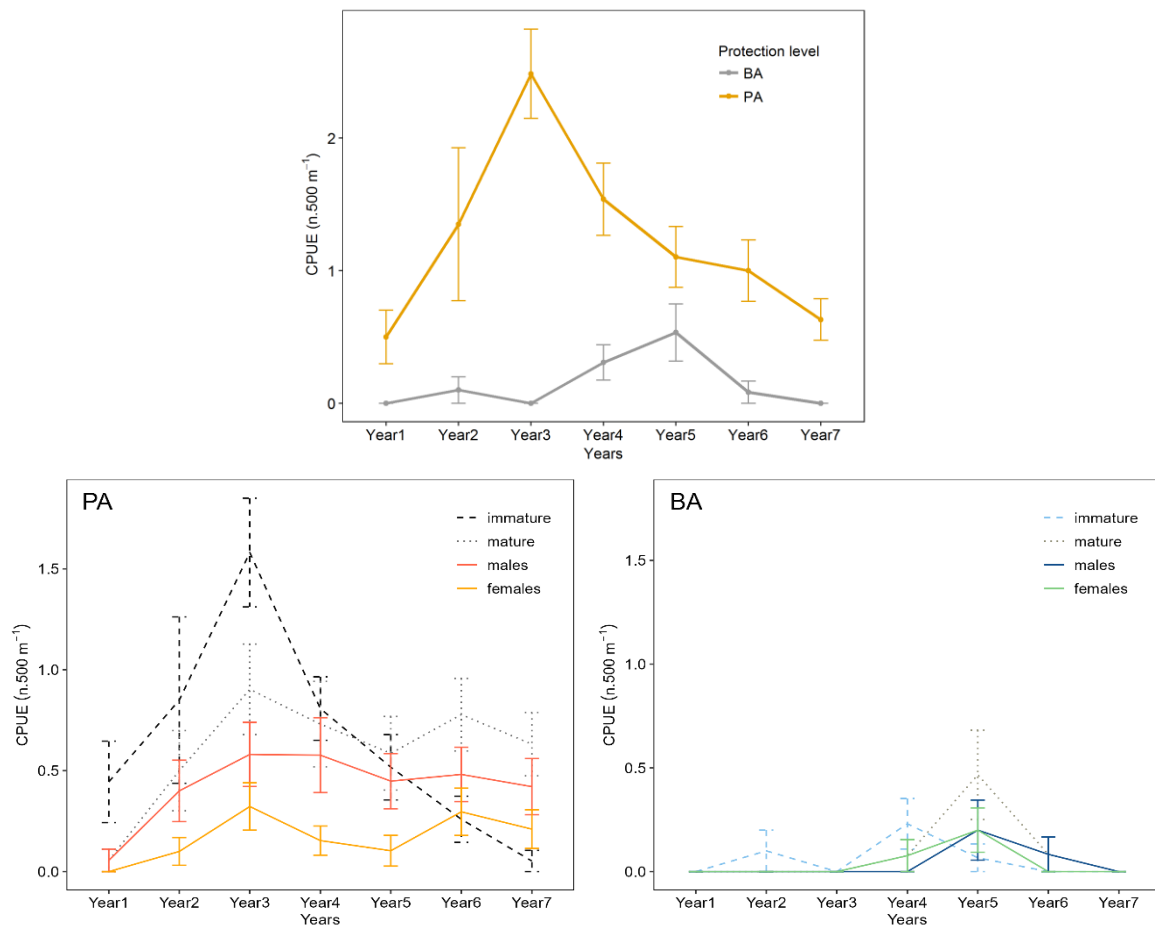 Protection level
BA
PA
2
1
0
CPUE (n.500 m⁻¹)
Year1 Year2 Year3 Year4 Year5 Year6 Year7
Years
PA
immature
mature
males
females
1.5
1.0
0.5
0.0
CPUE (n.500 m⁻¹)
Year1 Year2 Year3 Year4 Year5 Year6 Year7
Years
BA
immature
mature
males
females
1.5
1.0
0.5
0.0
CPUE (n.500 m⁻¹)
Year1 Year2 Year3 Year4 Year5 Year6 Year7
Years